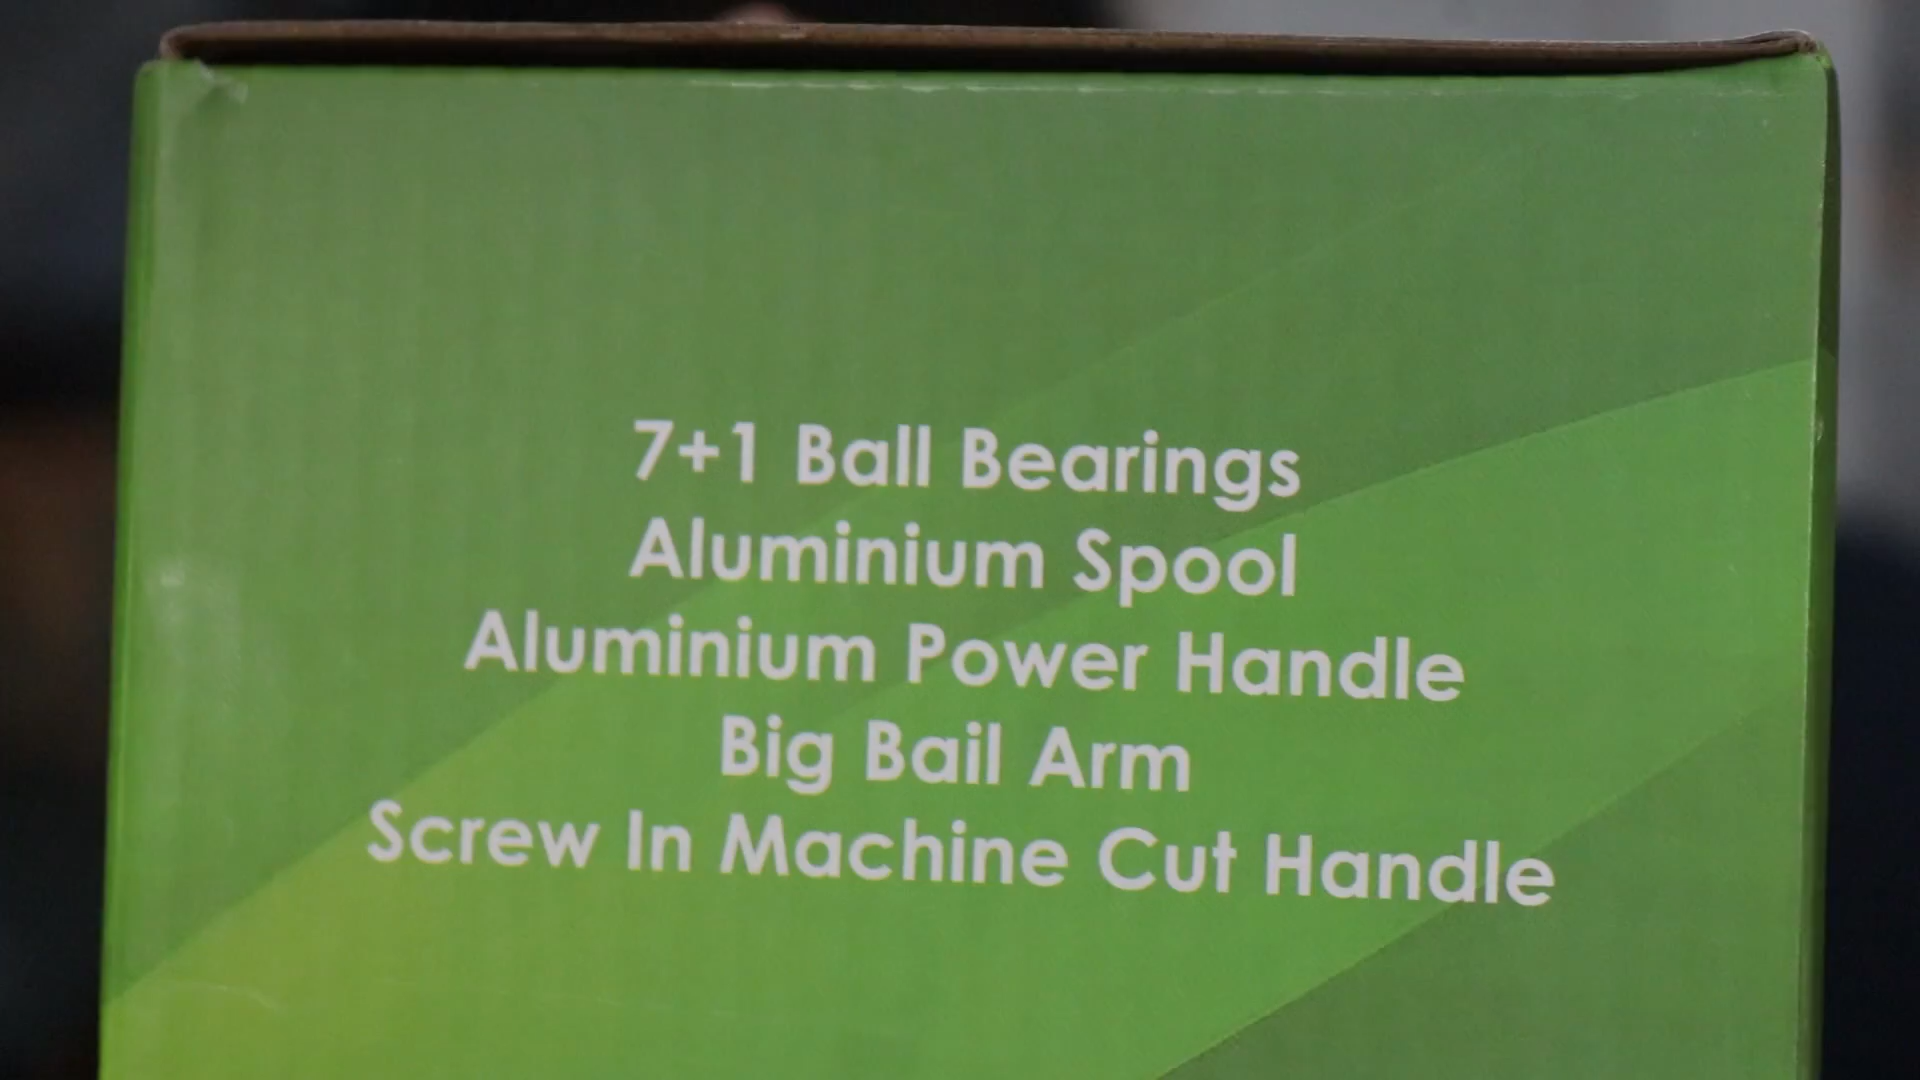 7+1 Ball Bearings
Aluminium Spool
Aluminium Power Handle
Big Bail Arm
Screw In Machine Cut Handle